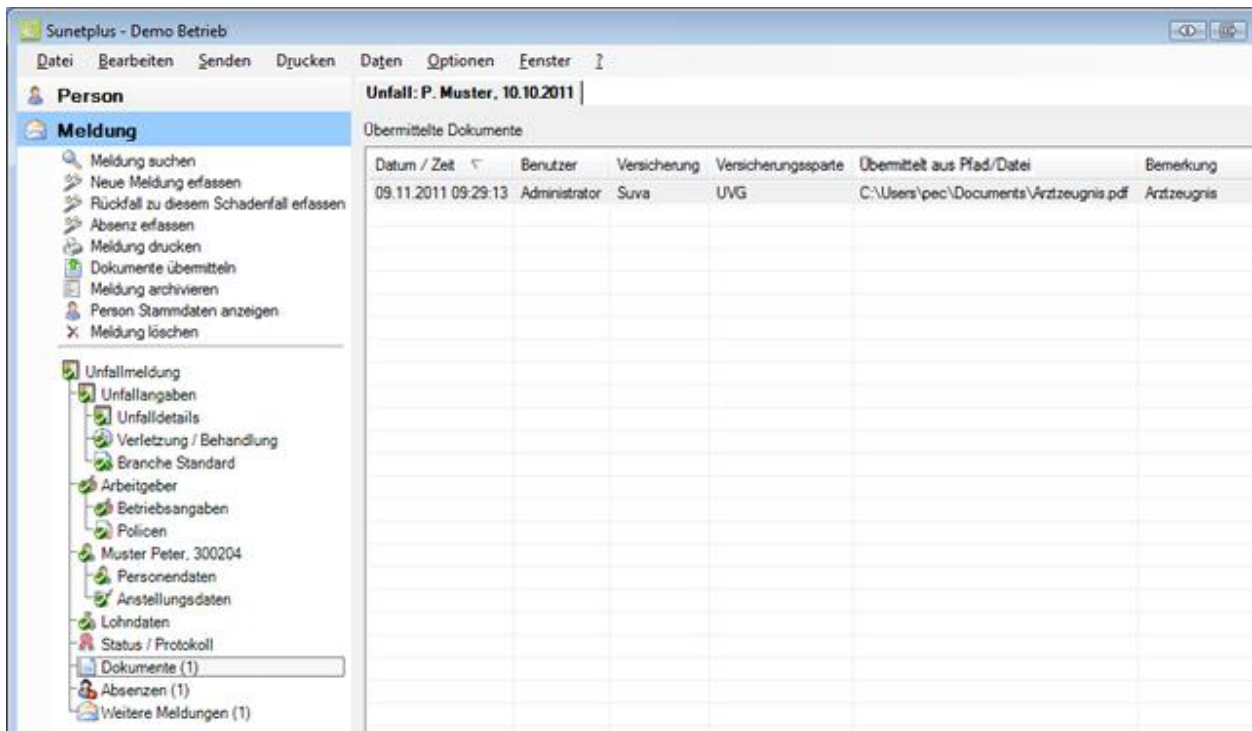 Sunetplus - Demo Betrieb
Datei Bearbeiten Senden Drucken Daten Optionen Fenster ?
Person
Meldung
Meldung suchen
Neue Meldung erfassen
Rückfall zu diesem Schadenfall erfassen
Absenz erfassen
Meldung drucken
Dokumente übermitteln
Meldung archivieren
Person Stammdaten anzeigen
Meldung löschen
Unfallmeldung
Unfallangaben
Unfalldetails
Verletzung / Behandlung
Branche Standard
Arbeitgeber
Betriebsangaben
Policen
Muster Peter, 300204
Personendaten
Anstellungsdaten
Lohndaten
Status / Protokoll
Dokumente (1)
Absenzen (1)
Weitere Meldungen (1)
Unfall: P. Muster, 10.10.2011
Übermittelte Dokumente
Datum / Zeit Benutzer Versicherung Versicherungssparte Übermittelt aus Pfad/Datei Bemerkung
09.11.2011 09:29:13 Administrator Suva UVG C:\Users\pec\Documents\Arztzeugnis.pdf Arztzeugnis